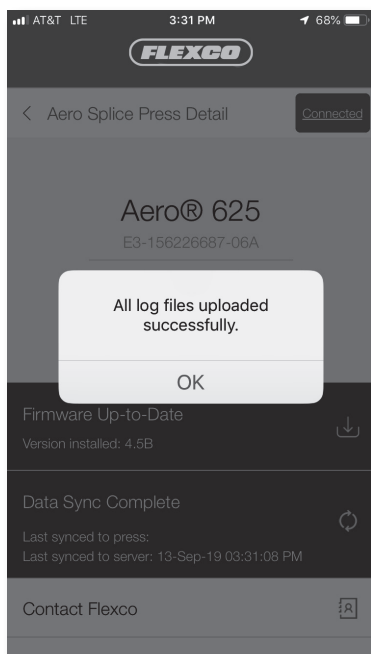 AT&T LTE 3:31 PM 68%
FLEXCO
Aero Splice Press Detail Connected
Aero® 625
E3-156226687-06A
All log files uploaded
successfully.
OK
Firmware Up-to-Date
Version installed: 4.5B
Data Sync Complete
Last synced to press:
Last synced to server: 13-Sep-19 03:31:08 PM
Contact Flexco